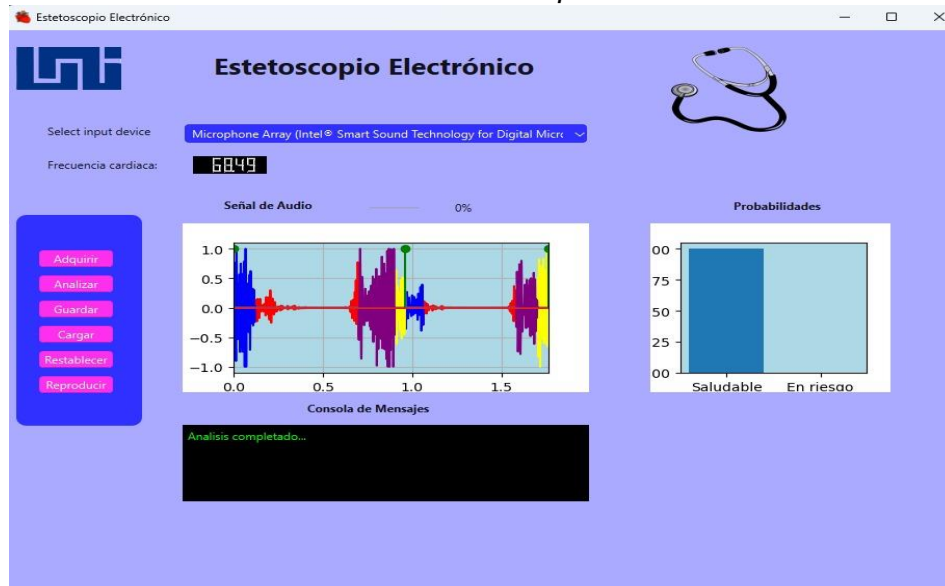 Estetoscopio Electrónico
UNi
Estetoscopio Electrónico
Select input device
Microphone Array (Intel® Smart Sound Technology for Digital Micr
Frecuencia cardiaca:
68.49
Señal de Audio
0%
Probabilidades
Adquirir
Analizar
Guardar
Cargar
Restablecer
Reproducir
1.0
0.5
0.0
−0.5
−1.0
0.0 0.5 1.0 1.5
00
75
50
25
00
Saludable En riesgo
Consola de Mensajes
Analisis completado...